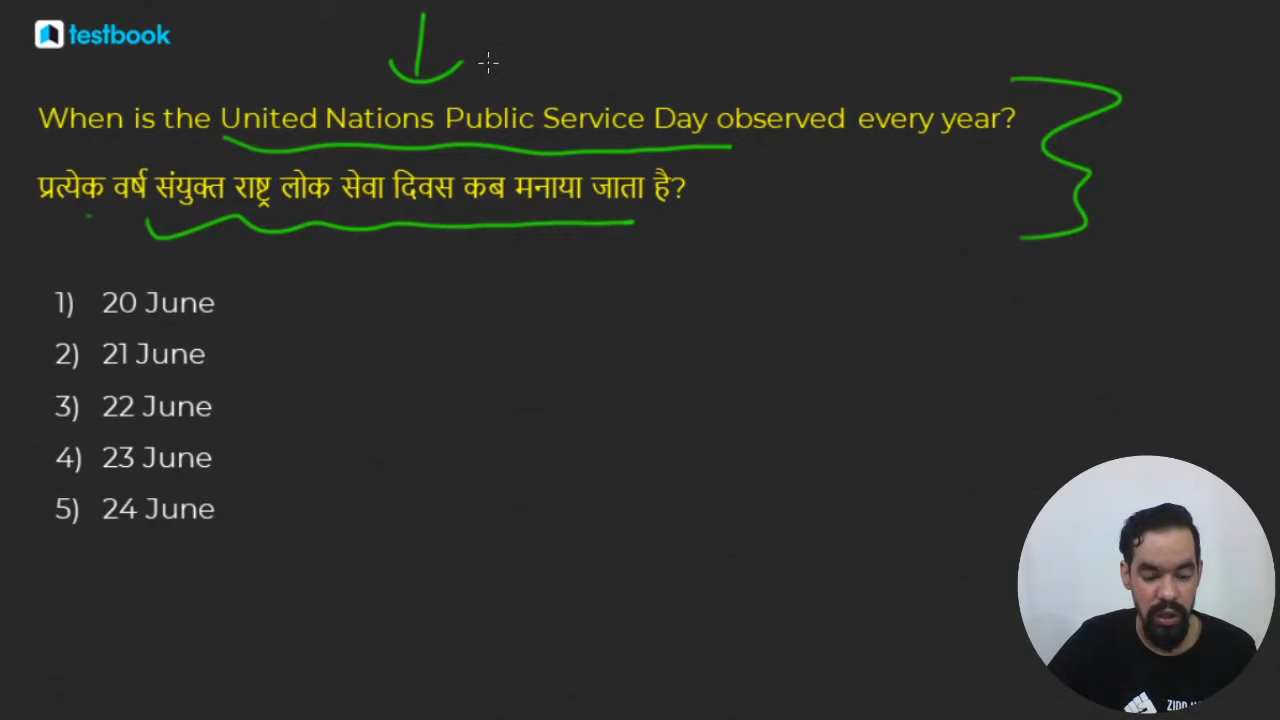 testbook
When is the United Nations Public Service Day observed every year?
प्रत्येक वर्ष संयुक्त राष्ट्र लोक सेवा दिवस कब मनाया जाता है?
1) 20 June
2) 21 June
3) 22 June
4) 23 June
5) 24 June